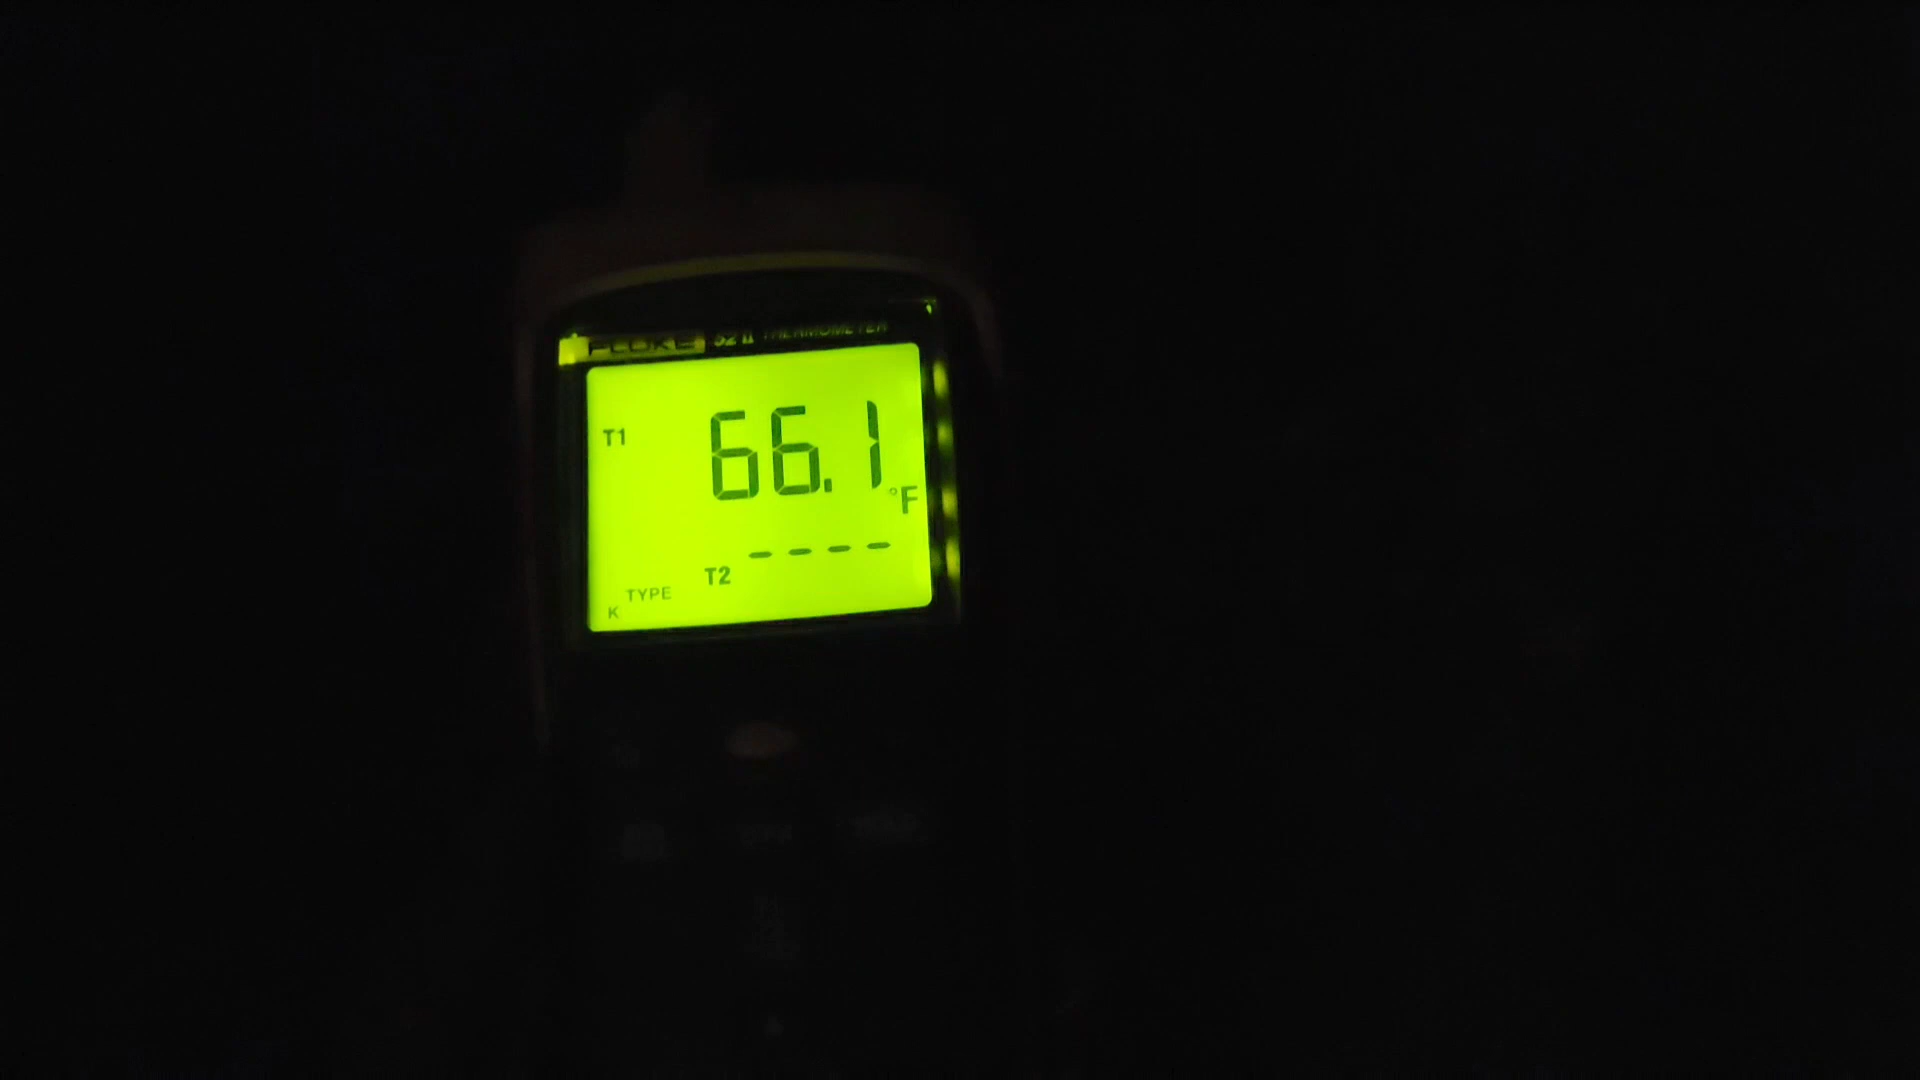 FLUKE 52 II THERMOMETER
T1 66.1 °F
T2 ----
TYPE
K